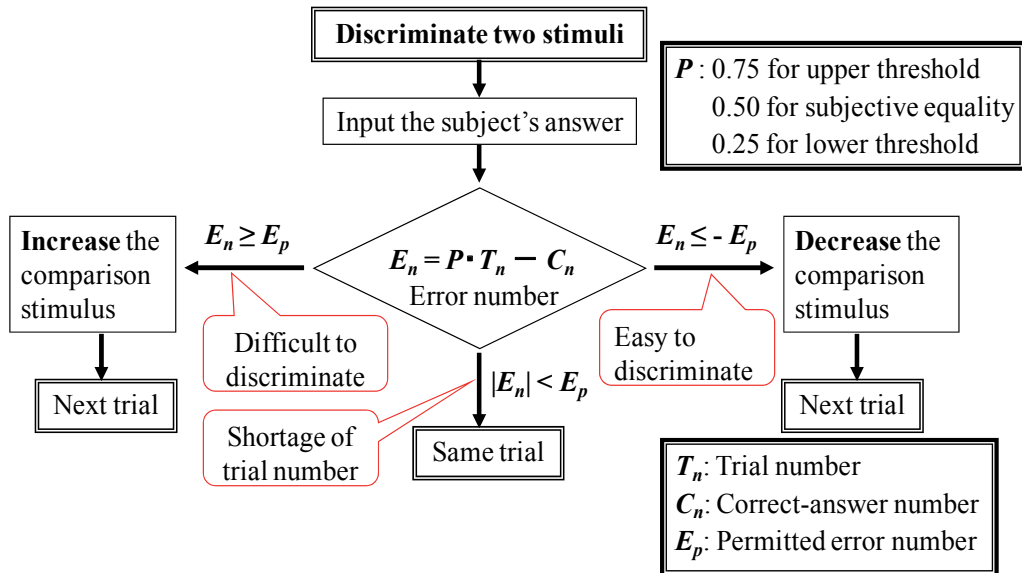 Discriminate two stimuli
P : 0.75 for upper threshold
0.50 for subjective equality
0.25 for lower threshold
Input the subject's answer
Increase the
comparison
stimulus
Eₙ ≥ Eₚ
Eₙ = P▪Tₙ − Cₙ
Error number
Eₙ ≤ - Eₚ
Decrease the
comparison
stimulus
Difficult to
discriminate
Easy to
discriminate
Next trial
|Eₙ| < Eₚ
Next trial
Shortage of
trial number
Same trial
Tₙ: Trial number
Cₙ: Correct-answer number
Eₚ: Permitted error number